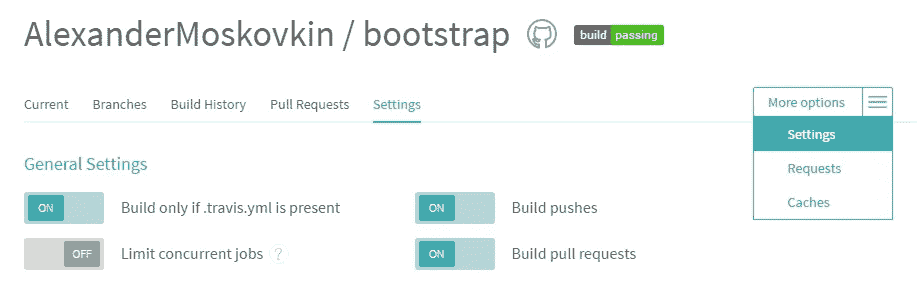 AlexanderMoskovkin / bootstrap build passing
Current Branches Build History Pull Requests Settings More options
Settings
Requests
Caches
General Settings
ON Build only if .travis.yml is present ON Build pushes
OFF Limit concurrent jobs ? ON Build pull requests